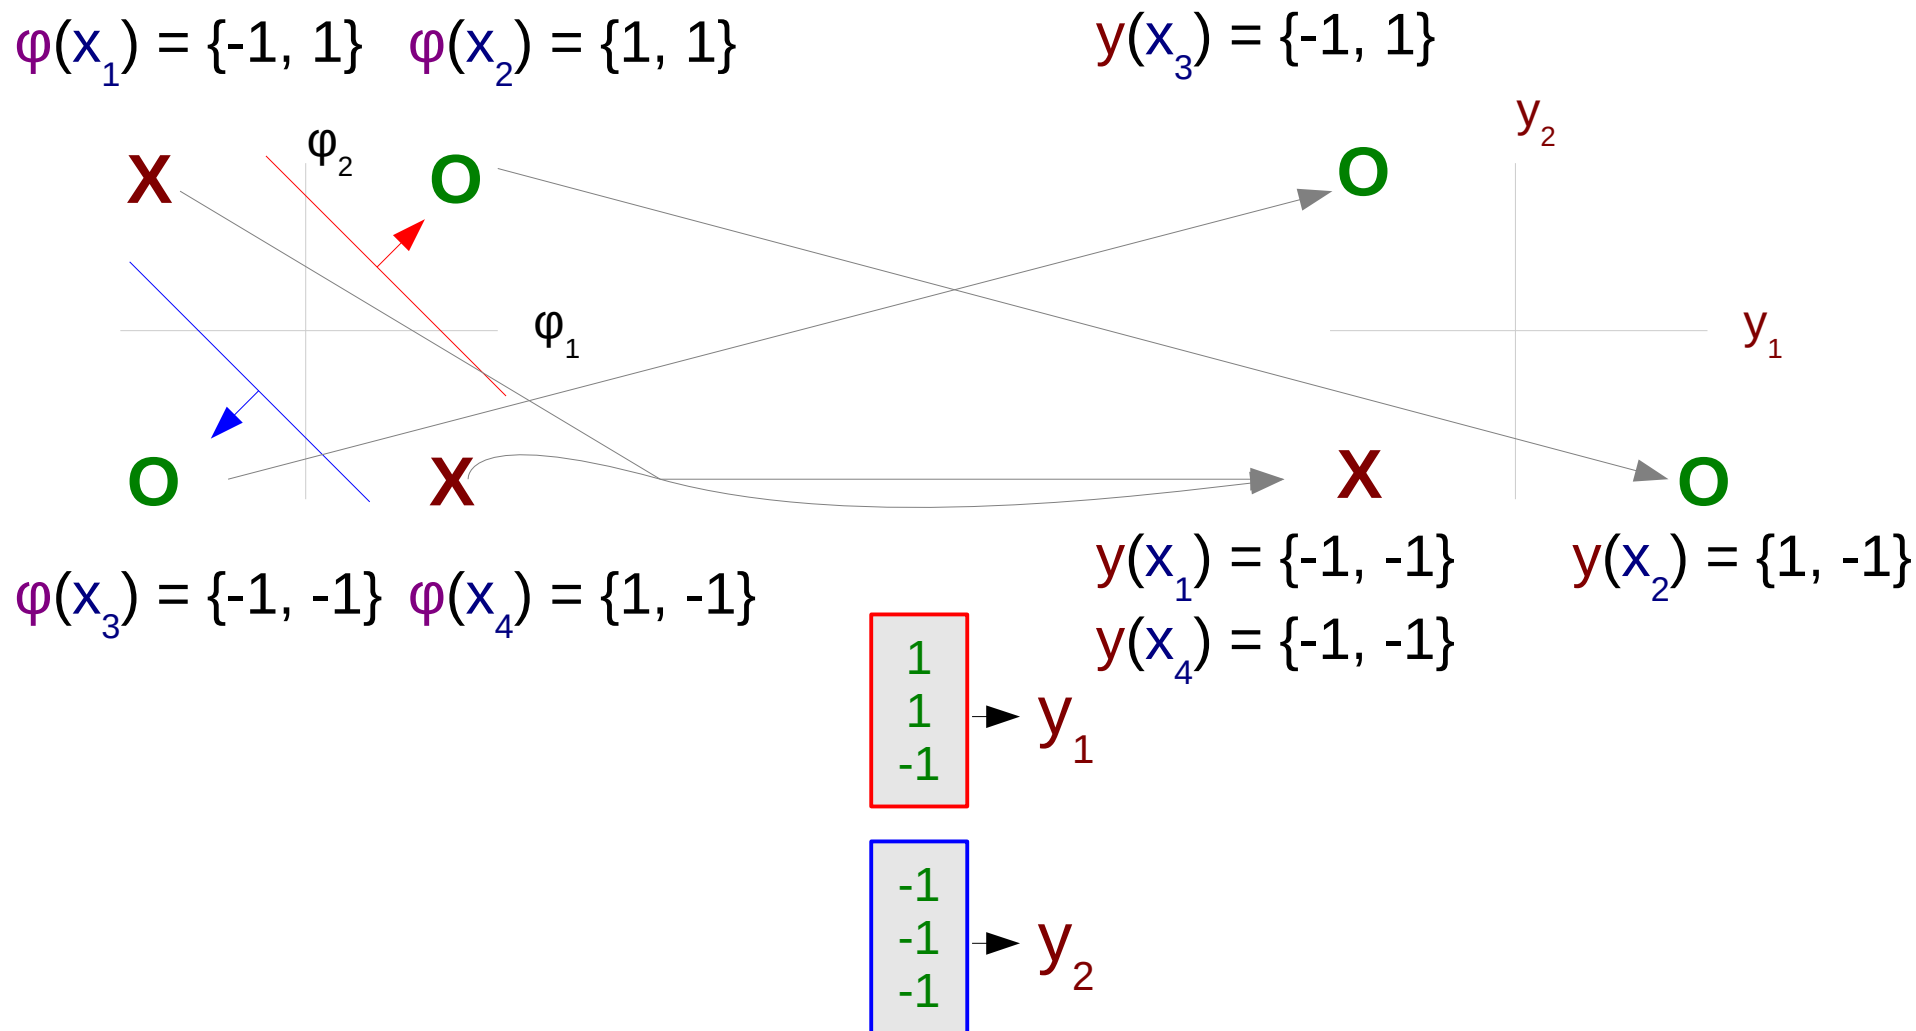 φ(x₁) = {-1, 1} φ(x₂) = {1, 1} y(x₃) = {-1, 1}
y₂
φ₂
X O O
φ₁ y₁
O X X O
y(x₁) = {-1, -1} y(x₂) = {1, -1}
φ(x₃) = {-1, -1} φ(x₄) = {1, -1}
y(x₄) = {-1, -1}
1
1
-1
y₁
-1
-1
-1
y₂